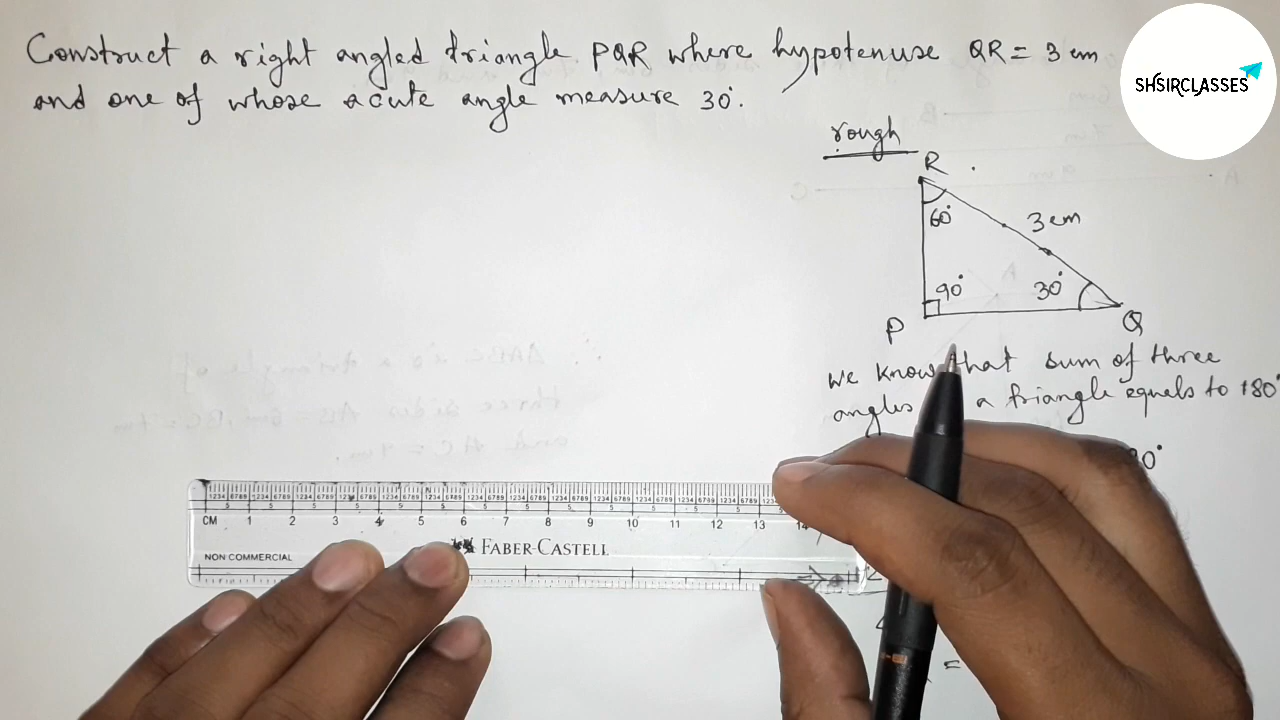 Construct a right angled triangle PQR where hypotenuse QR = 3 cm
and one of whose acute angle measure 30°.
SHSIRCLASSES
rough
R
60°
3 cm
90°
30°
P
Q
We know that sum of three
angles a triangle equals to 180°
CM 1 2 3 4 5 6 7 8 9 10 11 12 13 14
FABER-CASTELL
NON COMMERCIAL
=